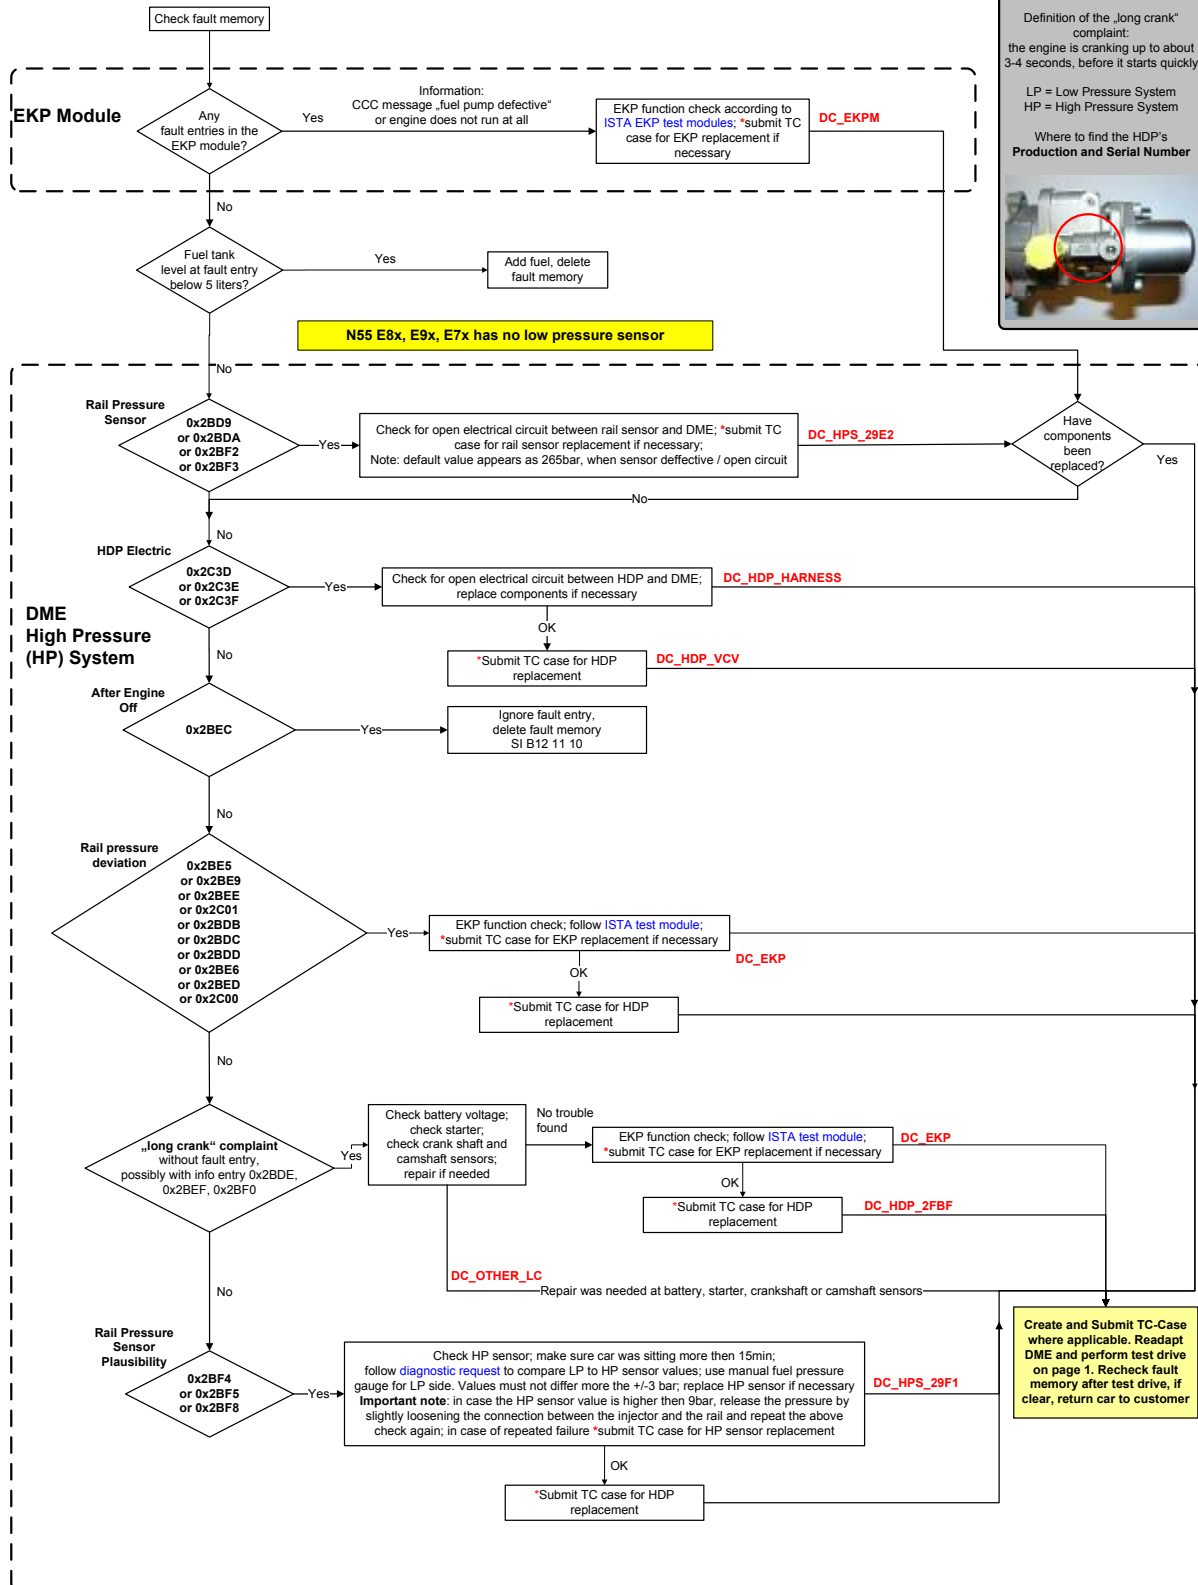 Check fault memory
Definition of the „long crank“
complaint:
the engine is cranking up to about
3-4 seconds, before it starts quickly
LP = Low Pressure System
HP = High Pressure System
Where to find the HDP's
Production and Serial Number
EKP Module
Any
fault entries in the
EKP module?
Yes
Information:
CCC message „fuel pump defective“
or engine does not run at all
EKP function check according to
ISTA EKP test modules; *submit TC
case for EKP replacement if
necessary
DC_EKPM
No
Fuel tank
level at fault entry
below 5 liters?
Yes
Add fuel, delete
fault memory
N55 E8x, E9x, E7x has no low pressure sensor
No
Rail Pressure
Sensor
0x2BD9
or 0x2BDA
or 0x2BF2
or 0x2BF3
Yes
Check for open electrical circuit between rail sensor and DME; *submit TC
case for rail sensor replacement if necessary;
Note: default value appears as 265bar, when sensor deffective / open circuit
DC_HPS_29E2
Have
components
been
replaced?
Yes
No
No
HDP Electric
0x2C3D
or 0x2C3E
or 0x2C3F
Yes
Check for open electrical circuit between HDP and DME;
replace components if necessary
DC_HDP_HARNESS
DME
High Pressure
(HP) System
OK
*Submit TC case for HDP
replacement
DC_HDP_VCV
No
After Engine
Off
0x2BEC
Yes
Ignore fault entry,
delete fault memory
SI B12 11 10
No
Rail pressure
deviation
0x2BE5
or 0x2BE9
or 0x2BEE
or 0x2C01
or 0x2BDB
or 0x2BDC
or 0x2BDD
or 0x2BE6
or 0x2BED
or 0x2C00
Yes
EKP function check; follow ISTA test module;
*submit TC case for EKP replacement if necessary
DC_EKP
OK
*Submit TC case for HDP
replacement
No
„long crank“ complaint
without fault entry,
possibly with info entry 0x2BDE,
0x2BEF, 0x2BF0
Yes
Check battery voltage;
check starter;
check crank shaft and
camshaft sensors;
repair if needed
No trouble
found
EKP function check; follow ISTA test module;
*submit TC case for EKP replacement if necessary
DC_EKP
OK
*Submit TC case for HDP
replacement
DC_HDP_2FBF
DC_OTHER_LC
Repair was needed at battery, starter, crankshaft or camshaft sensors
No
Create and Submit TC-Case
where applicable. Readapt
DME and perform test drive
on page 1. Recheck fault
memory after test drive, if
clear, return car to customer
Rail Pressure
Sensor
Plausibility
0x2BF4
or 0x2BF5
or 0x2BF8
Yes
Check HP sensor; make sure car was sitting more then 15min;
follow diagnostic request to compare LP to HP sensor values; use manual fuel pressure
gauge for LP side. Values must not differ more the +/-3 bar; replace HP sensor if necessary
Important note: in case the HP sensor value is higher then 9bar, release the pressure by
slightly loosening the connection between the injector and the rail and repeat the above
check again; in case of repeated failure *submit TC case for HP sensor replacement
DC_HPS_29F1
OK
*Submit TC case for HDP
replacement